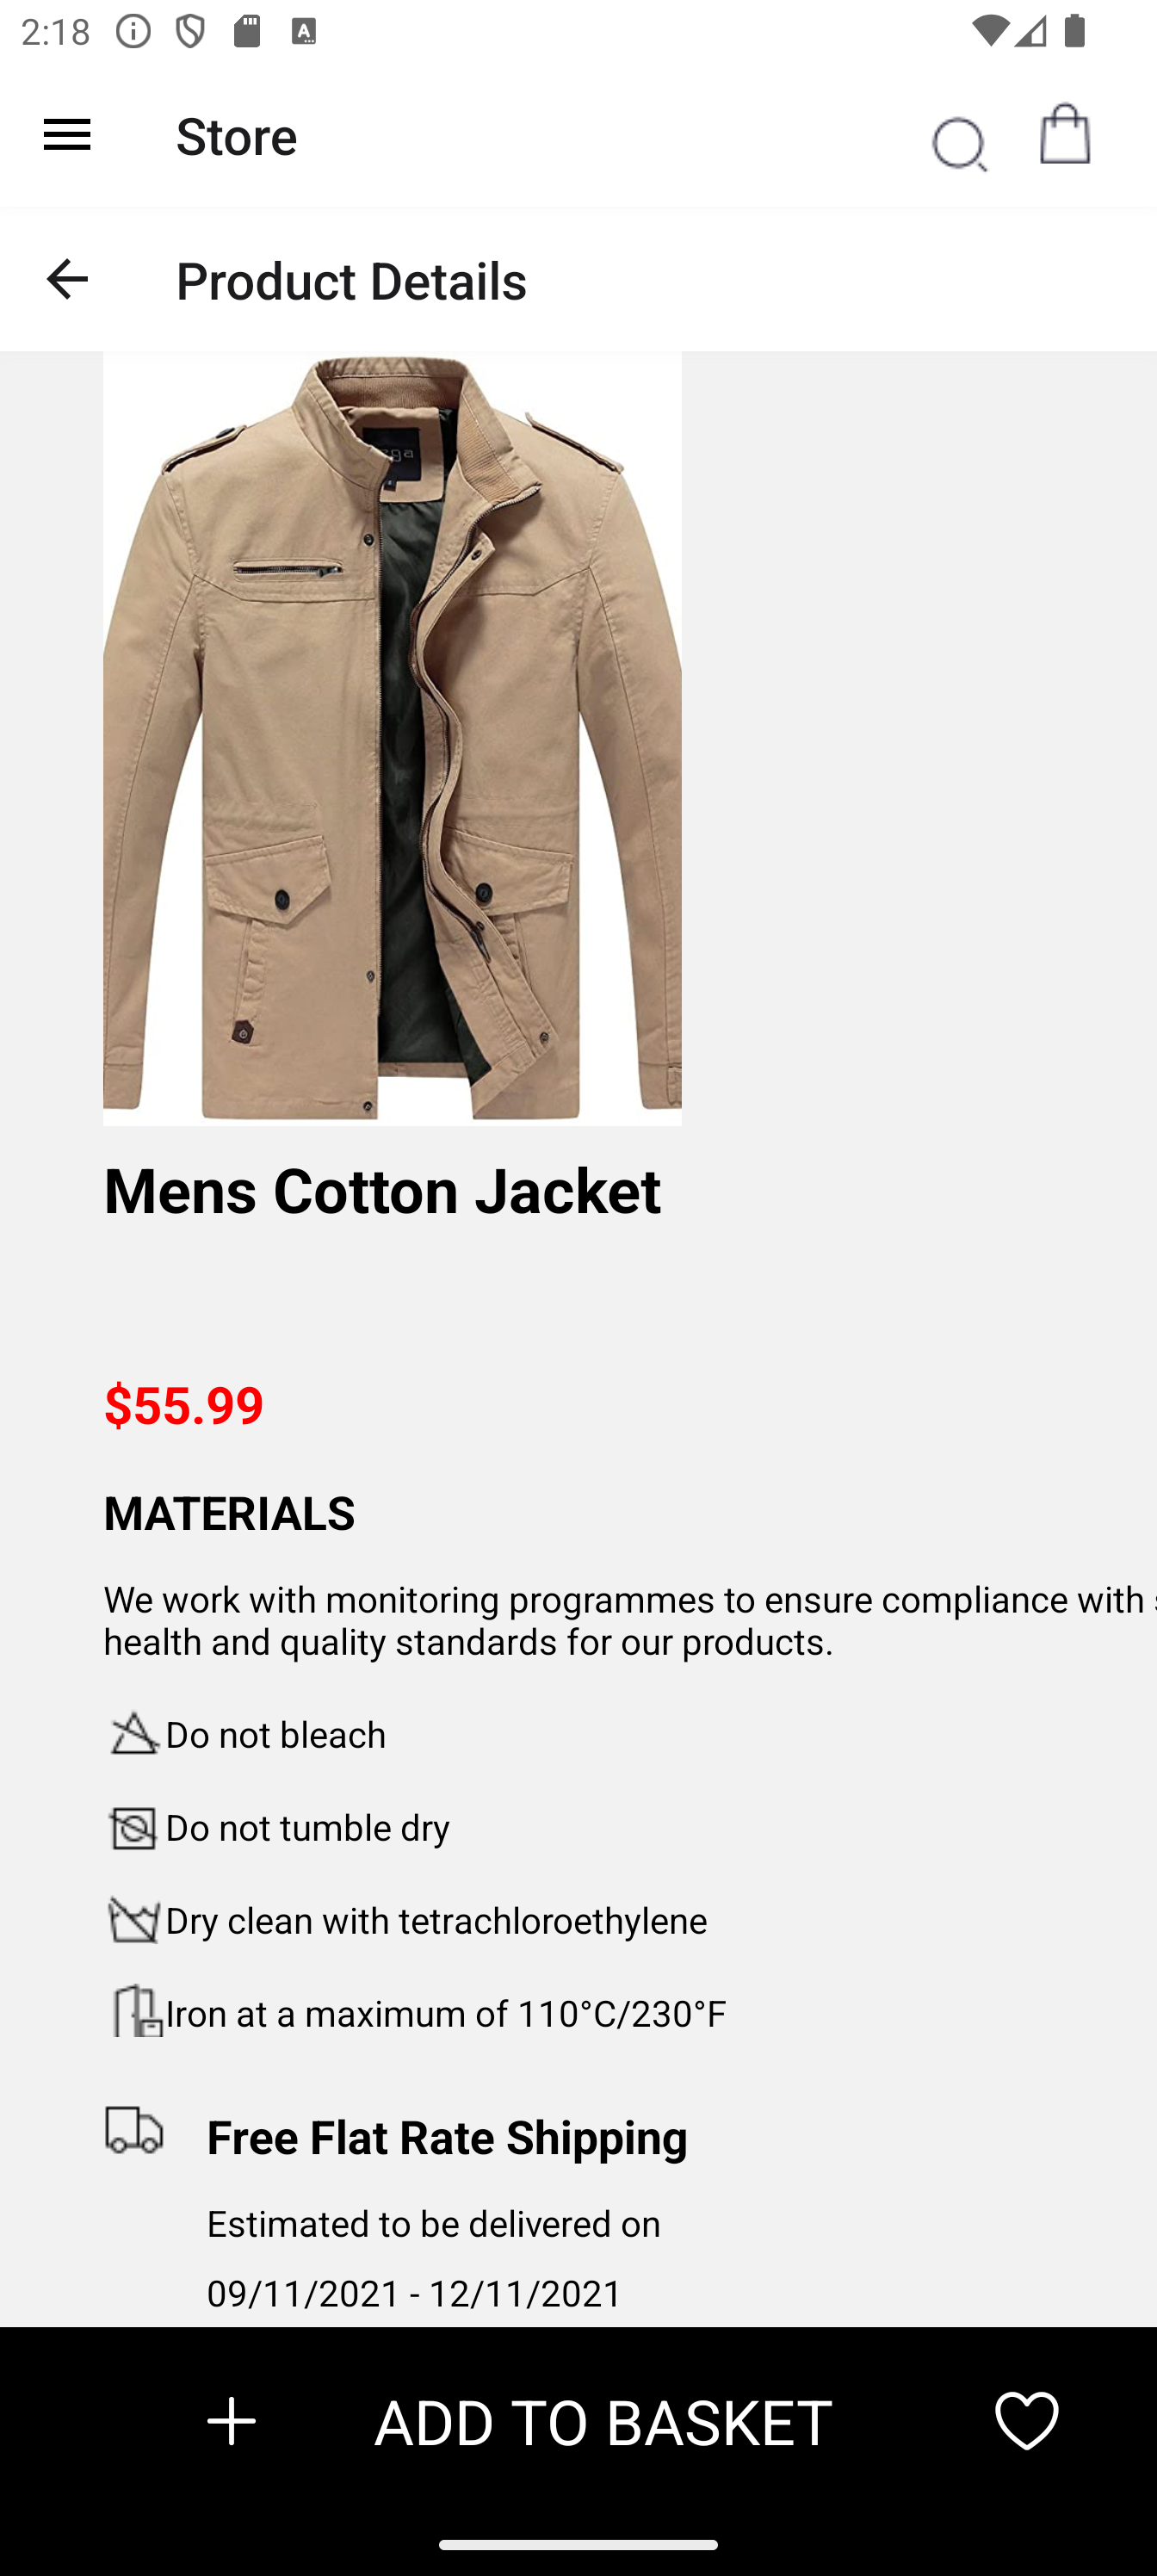 2:18
Store
Product Details
Mens Cotton Jacket
$55.99
MATERIALS
We work with monitoring programmes to ensure compliance with
health and quality standards for our products.
Do not bleach
Do not tumble dry
Dry clean with tetrachloroethylene
Iron at a maximum of 110°C/230°F
Free Flat Rate Shipping
Estimated to be delivered on
09/11/2021 - 12/11/2021
ADD TO BASKET